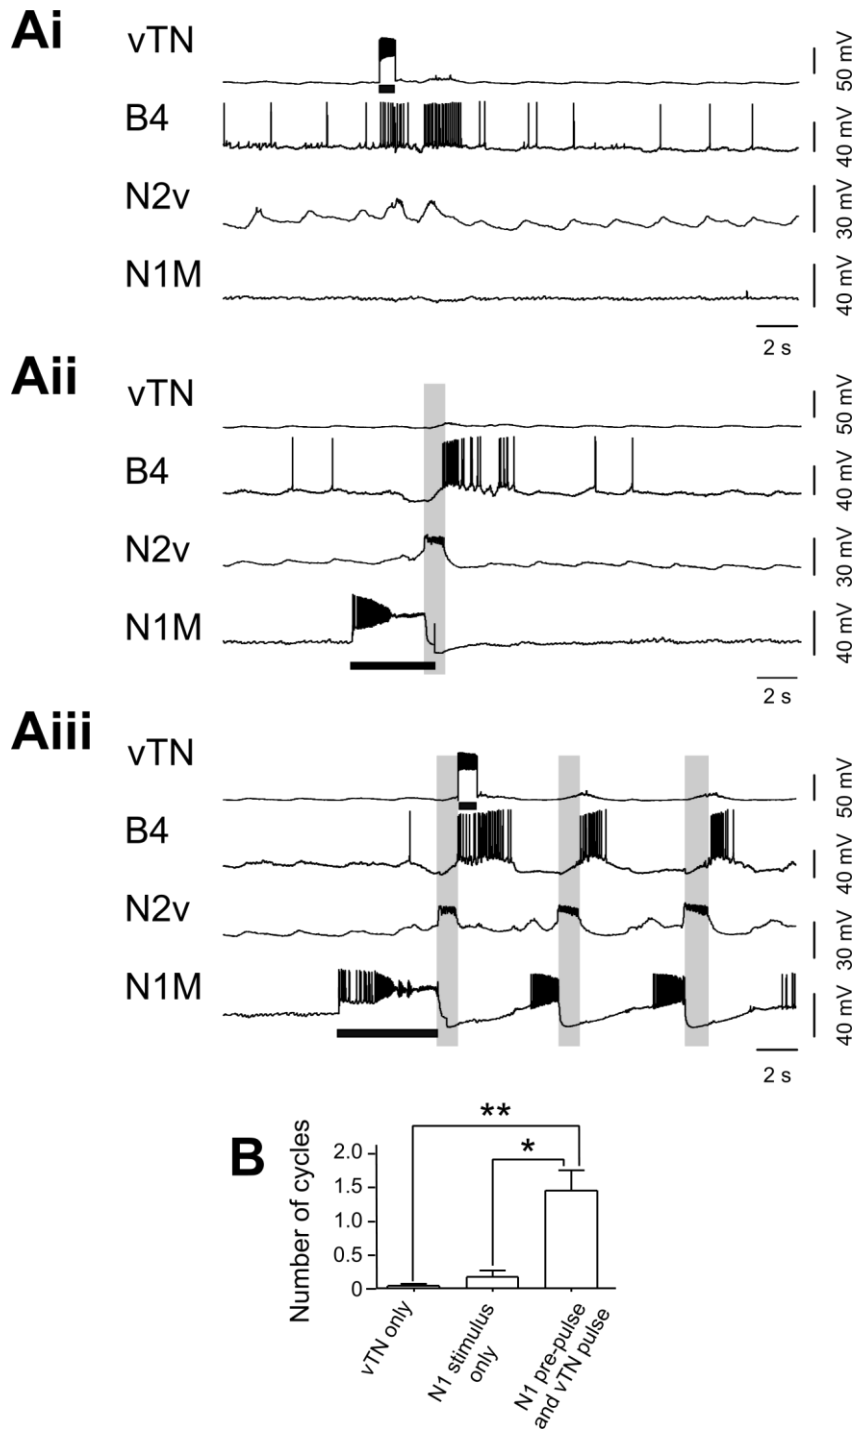 Ai
vTN
50 mV
B4
40 mV
N2v
30 mV
N1M
40 mV
2 s
Aii
vTN
50 mV
B4
40 mV
N2v
30 mV
N1M
40 mV
2 s
Aiii
vTN
50 mV
B4
40 mV
N2v
30 mV
N1M
40 mV
2 s
B
Number of cycles
**
*
2.0
1.5
1.0
0.5
0
vTN only
N1 stimulus
only
N1 pre-pulse
and vTN pulse